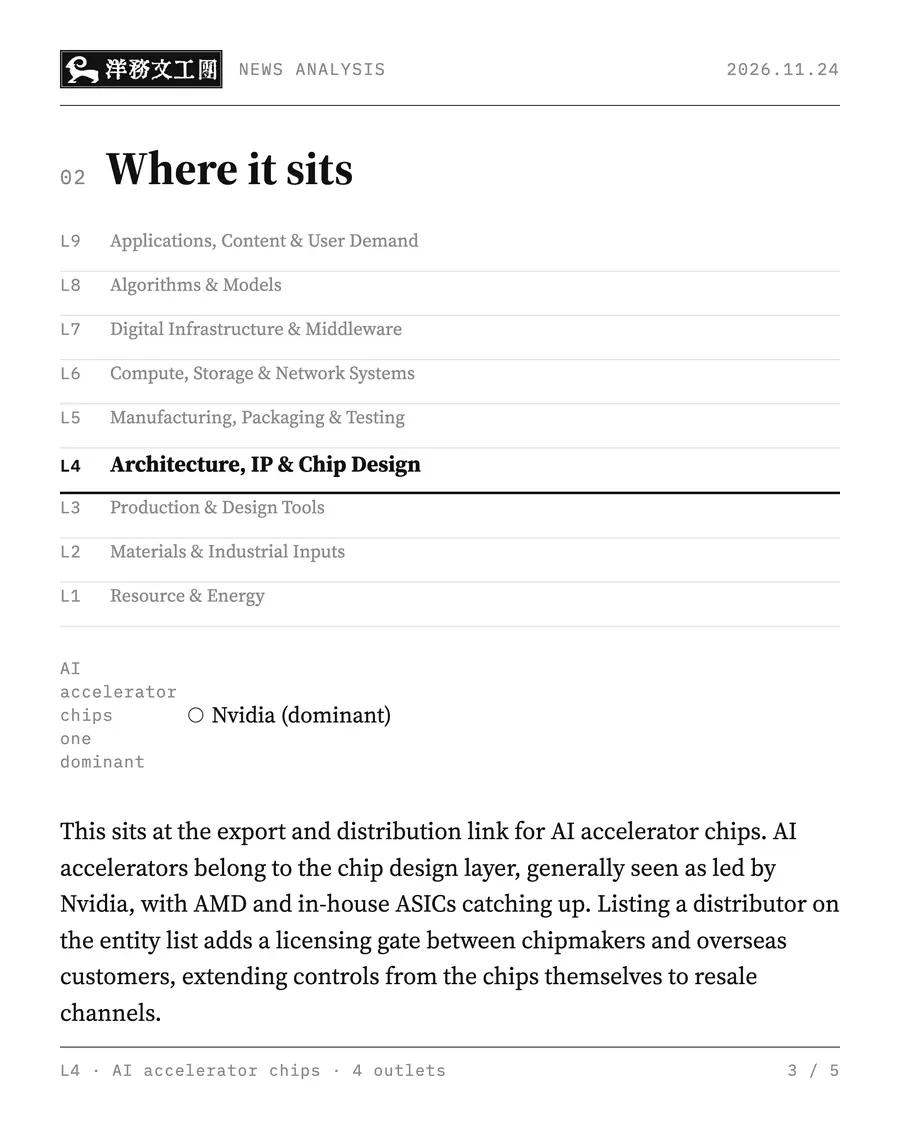 洋務文工團 NEWS ANALYSIS 2026.11.24
02 Where it sits
L9 Applications, Content & User Demand
L8 Algorithms & Models
L7 Digital Infrastructure & Middleware
L6 Compute, Storage & Network Systems
L5 Manufacturing, Packaging & Testing
L4 Architecture, IP & Chip Design
L3 Production & Design Tools
L2 Materials & Industrial Inputs
L1 Resource & Energy
AI
accelerator
chips
one
dominant
○ Nvidia (dominant)
This sits at the export and distribution link for AI accelerator chips. AI
accelerators belong to the chip design layer, generally seen as led by
Nvidia, with AMD and in-house ASICs catching up. Listing a distributor on
the entity list adds a licensing gate between chipmakers and overseas
customers, extending controls from the chips themselves to resale
channels.
L4 · AI accelerator chips · 4 outlets 3 / 5